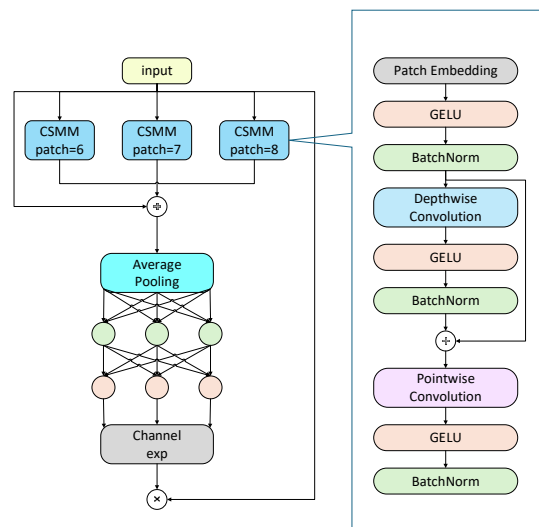 input
CSMM
patch=6
CSMM
patch=7
CSMM
patch=8
Average
Pooling
Channel
exp
Patch Embedding
GELU
BatchNorm
Depthwise
Convolution
GELU
BatchNorm
Pointwise
Convolution
GELU
BatchNorm